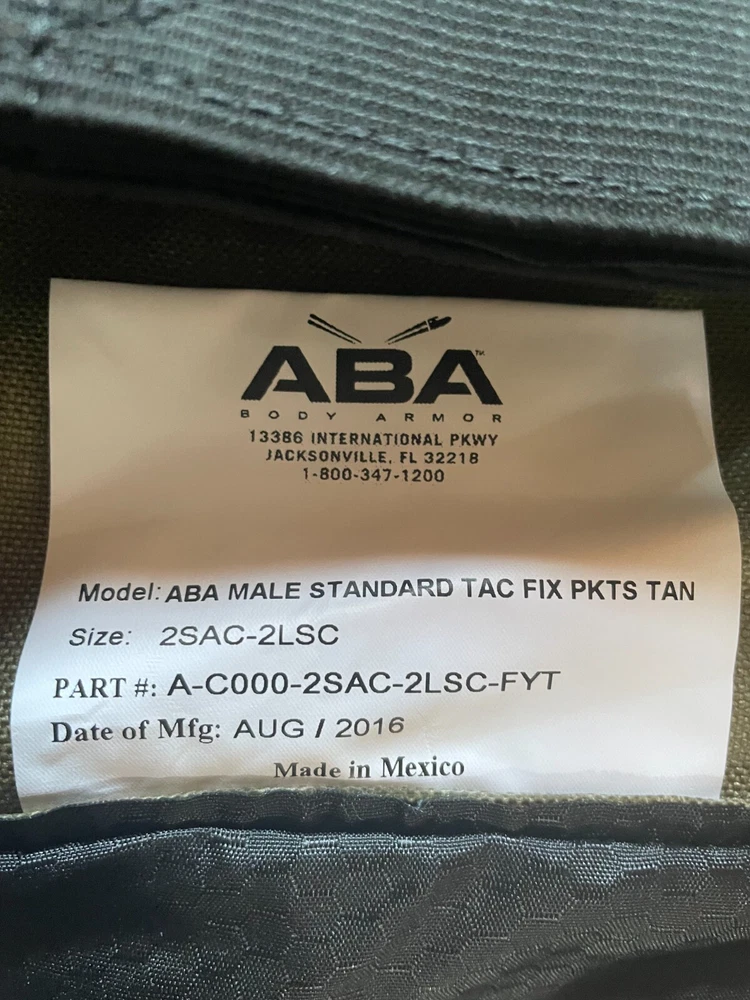 ABA™
BODY ARMOR
13386 INTERNATIONAL PKWY
JACKSONVILLE, FL 32218
1-800-347-1200
Model: ABA MALE STANDARD TAC FIX PKTS TAN
Size: 2SAC-2LSC
PART #: A-C000-2SAC-2LSC-FYT
Date of Mfg: AUG / 2016
Made in Mexico